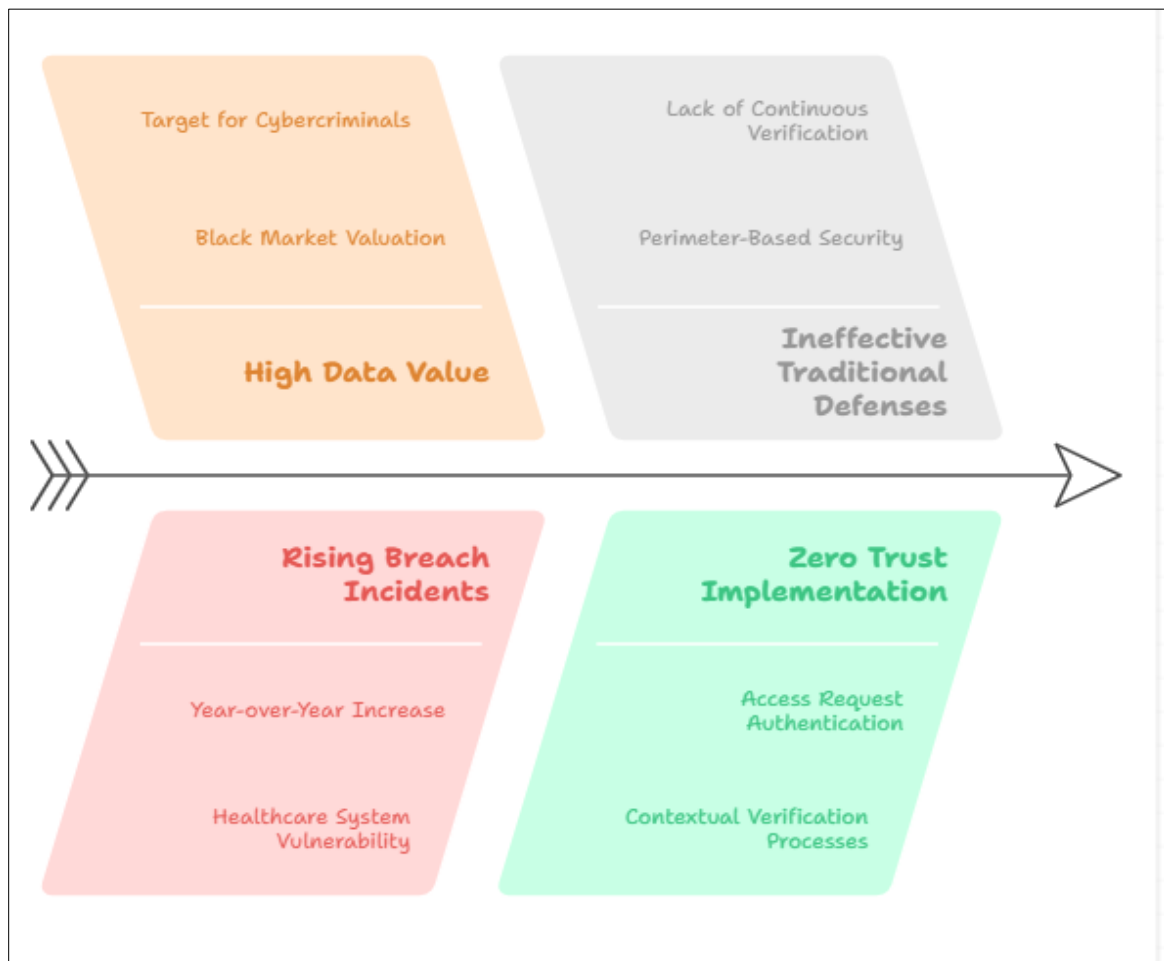 Target for Cybercriminals
Black Market Valuation
High Data Value
Lack of Continuous
Verification
Perimeter-Based Security
Ineffective
Traditional
Defenses
Rising Breach
Incidents
Year-over-Year Increase
Healthcare System
Vulnerability
Zero Trust
Implementation
Access Request
Authentication
Contextual Verification
Processes